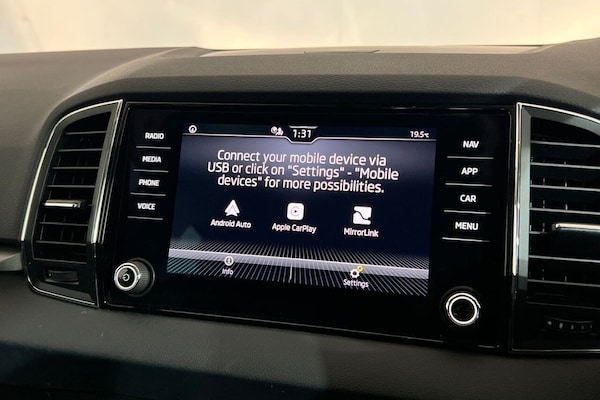 RADIO
MEDIA
PHONE
VOICE
1:31
19.5°C
Connect your mobile device via
USB or click on "Settings" - "Mobile
devices" for more possibilities.
Android Auto
Apple CarPlay
MirrorLink
Info
Settings
NAV
APP
CAR
MENU